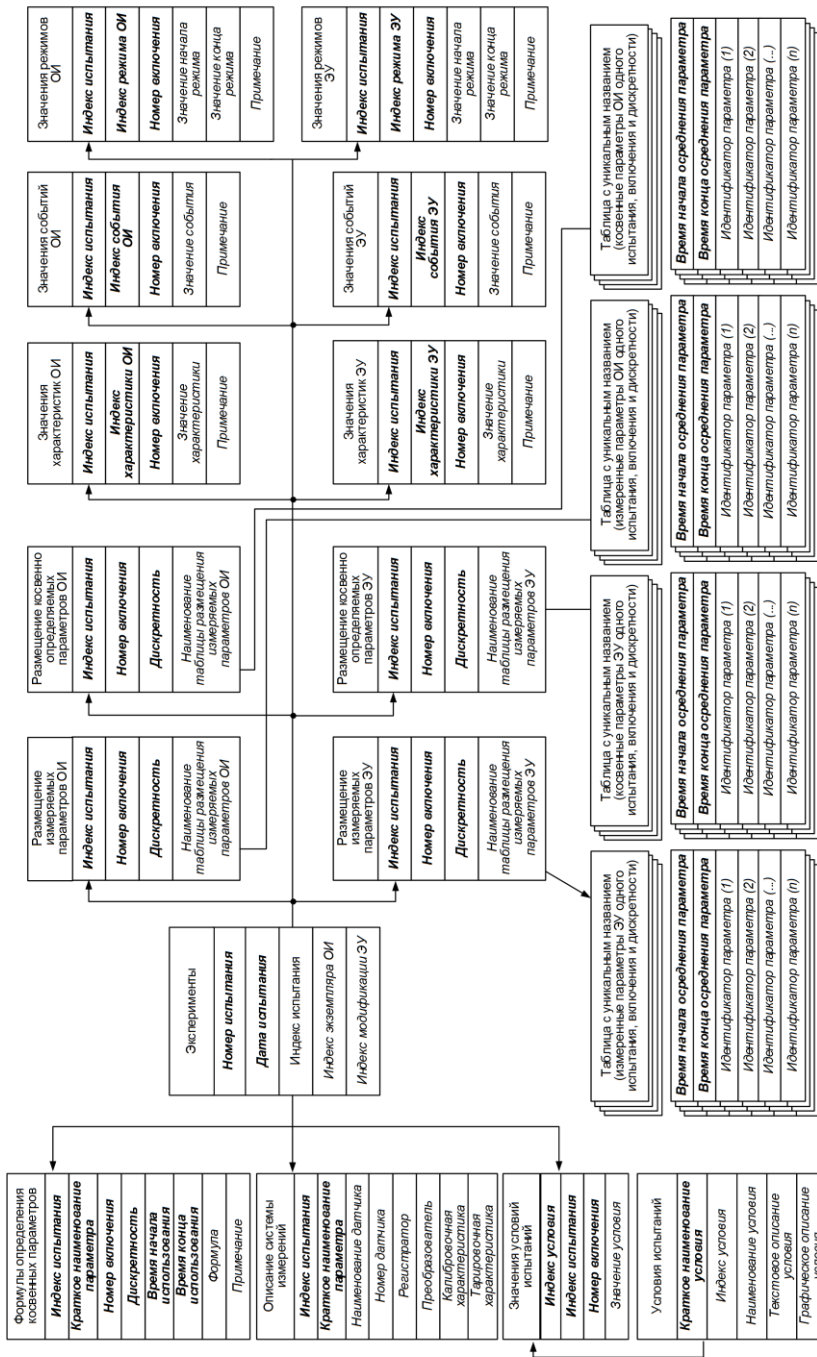 Формулы определения
косвенных параметров
Индекс испытания
Краткое наименование
параметра
Номер включения
Дискретность
Время начала
использования
Время конца
использования
Формула
Примечание
Описание системы
измерений
Индекс испытания
Краткое наименование
параметра
Наименование датчика
Номер датчика
Регистратор
Преобразователь
Калибровочная
характеристика
Тарировочная
характеристика
Значения условий
испытаний
Индекс условия
Индекс испытания
Номер включения
Значение условия
Условия испытаний
Краткое наименование
условия
Индекс условия
Наименование условия
Текстовое описание
условия
Графическое описание
Эксперименты
Номер испытания
Дата испытания
Индекс испытания
Индекс экземпляра ОИ
Индекс модификации ЭУ
Размещение
измеряемых
параметров ОИ
Индекс испытания
Номер включения
Дискретность
Наименование
таблицы размещения
измеряемых
параметров ОИ
Размещение косвенно
определяемых
параметров ОИ
Индекс испытания
Номер включения
Дискретность
Наименование
таблицы размещения
измеряемых
параметров ОИ
Значения
характеристик ОИ
Индекс испытания
Индекс
характеристики ОИ
Номер включения
Значение
характеристики
Примечание
Значения событий
ОИ
Индекс испытания
Индекс события
ОИ
Номер включения
Значение события
Примечание
Значения режимов
ОИ
Индекс испытания
Индекс режима ОИ
Номер включения
Значение начала
режима
Значение конца
режима
Примечание
Размещение
измеряемых
параметров ЭУ
Индекс испытания
Номер включения
Дискретность
Наименование
таблицы размещения
измеряемых
параметров ЭУ
Размещение косвенно
определяемых
параметров ЭУ
Индекс испытания
Номер включения
Дискретность
Наименование
таблицы размещения
измеряемых
параметров ЭУ
Значения
характеристик ЭУ
Индекс испытания
Индекс
характеристики ЭУ
Номер включения
Значение
характеристики
Примечание
Значения событий
ЭУ
Индекс испытания
Индекс
события ЭУ
Номер включения
Значение события
Примечание
Значения режимов
ЭУ
Индекс испытания
Индекс режима ЭУ
Номер включения
Значение начала
режима
Значение конца
режима
Примечание
Таблица с уникальным названием
(измеренные параметры ЭУ одного
испытания, включения и дискретности)
Время начала осреднения параметра
Время конца осреднения параметра
Идентификатор параметра (1)
Идентификатор параметра (2)
Идентификатор параметра (...)
Идентификатор параметра (n)
Таблица с уникальным названием
(косвенные параметры ЭУ одного
испытания, включения и дискретности)
Время начала осреднения параметра
Время конца осреднения параметра
Идентификатор параметра (1)
Идентификатор параметра (2)
Идентификатор параметра (...)
Идентификатор параметра (n)
Таблица с уникальным названием
(измеренные параметры ОИ одного
испытания, включения и дискретности)
Время начала осреднения параметра
Время конца осреднения параметра
Идентификатор параметра (1)
Идентификатор параметра (2)
Идентификатор параметра (...)
Идентификатор параметра (n)
Таблица с уникальным названием
(косвенные параметры ОИ одного
испытания, включения и дискретности)
Время начала осреднения параметра
Время конца осреднения параметра
Идентификатор параметра (1)
Идентификатор параметра (2)
Идентификатор параметра (...)
Идентификатор параметра (n)